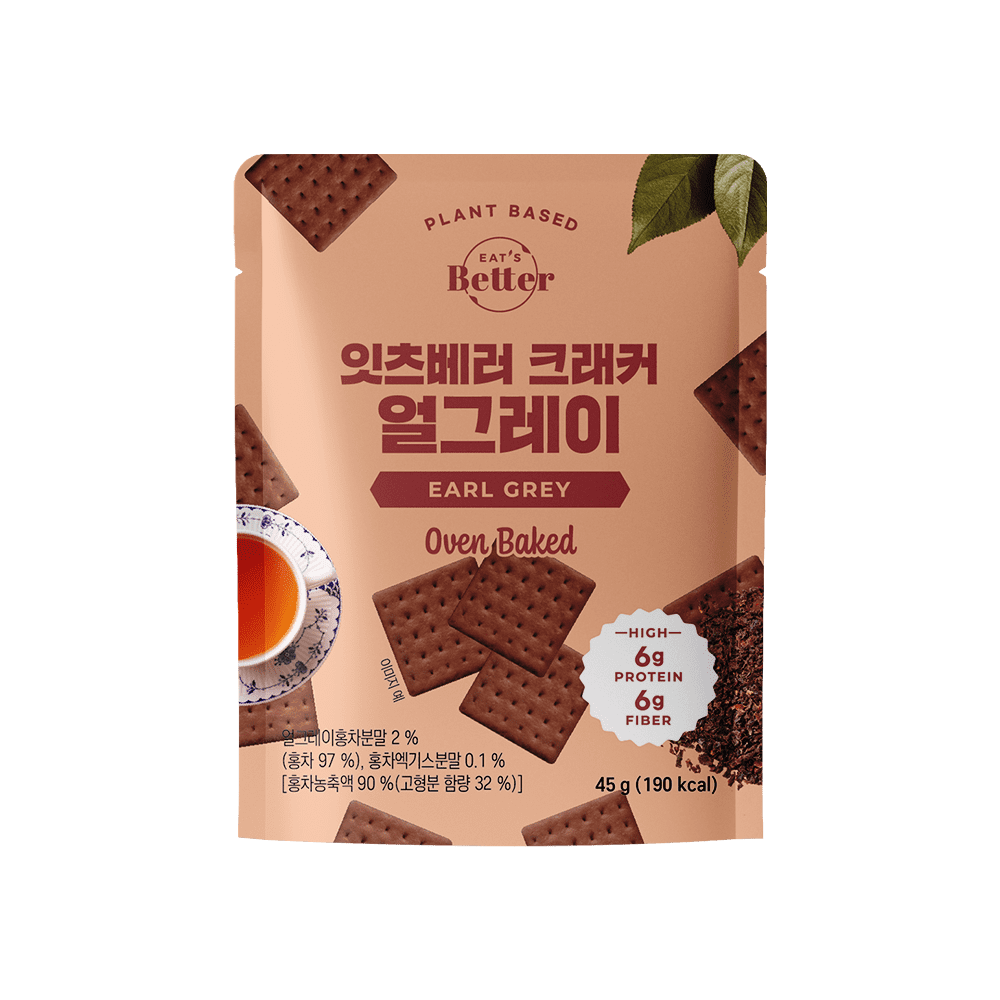 PLANT BASED
EAT'S
Better
잇츠베러 크래커
얼그레이
EARL GREY
Oven Baked
HIGH
6g
PROTEIN
6g
FIBER
이미지 예
얼그레이홍차분말 2 %
(홍차 97 %), 홍차엑기스분말 0.1 %
[홍차농축액 90 %(고형분 함량 32 %)]
45 g (190 kcal)